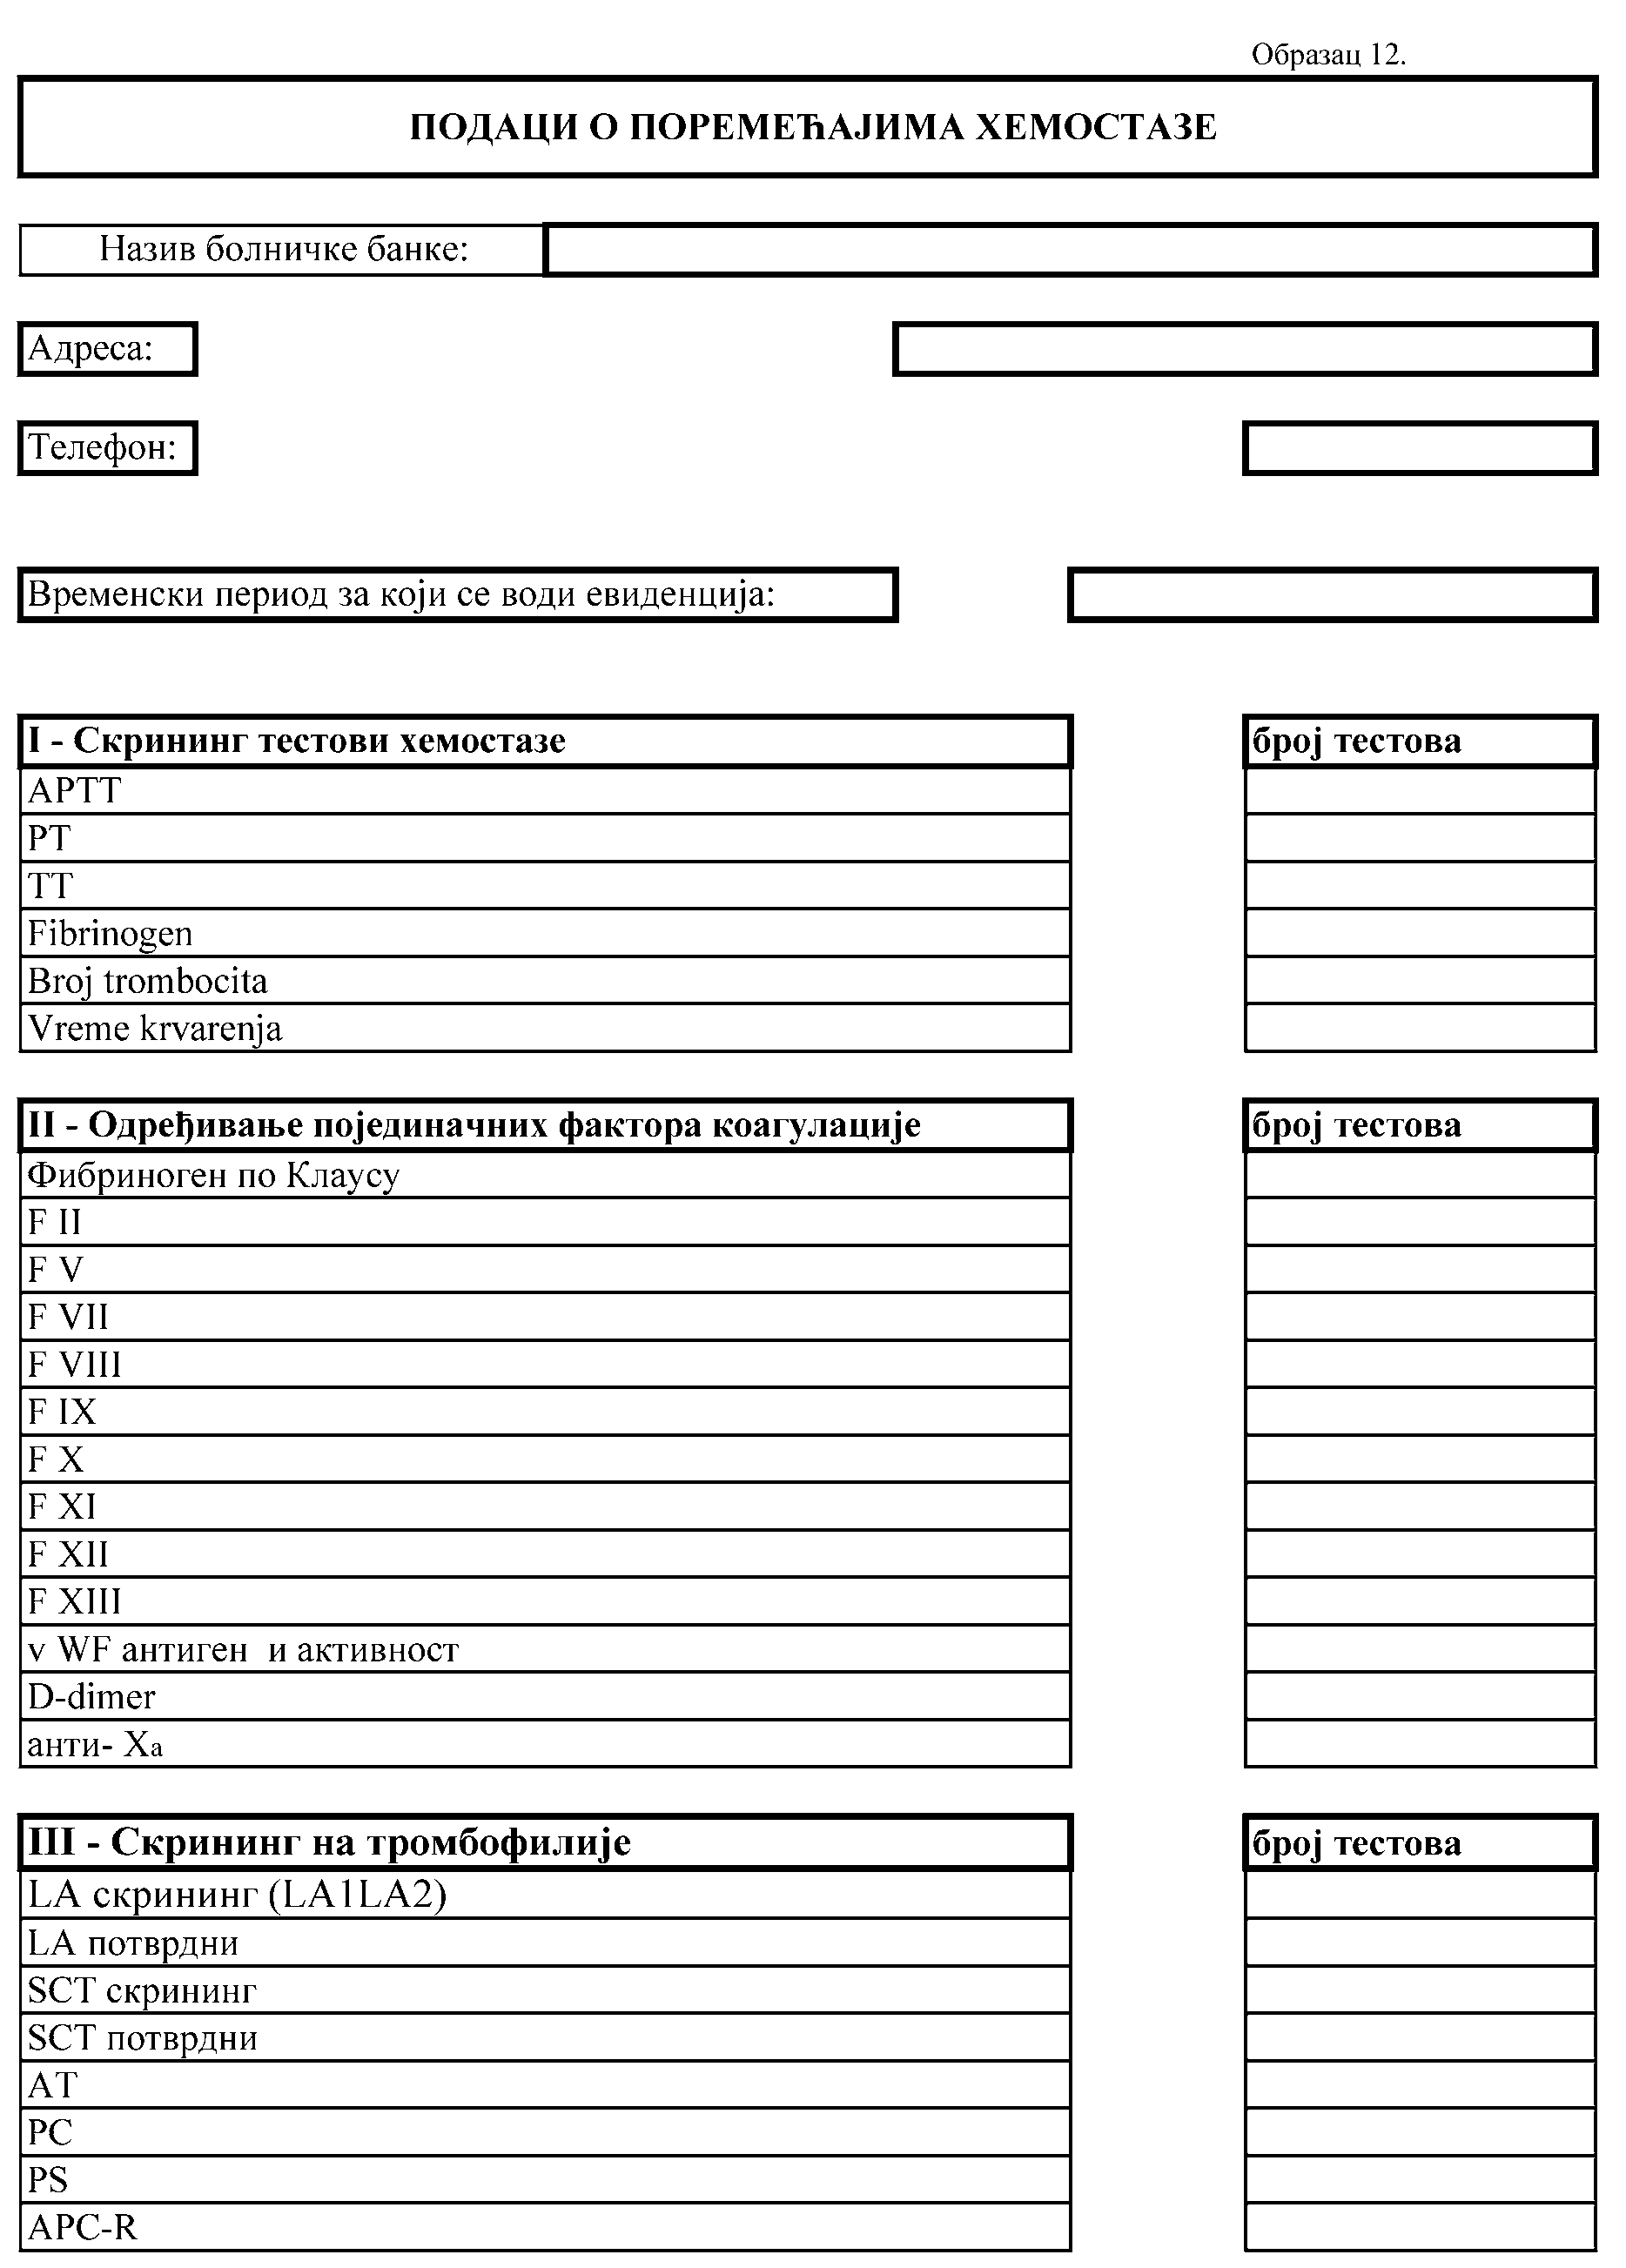 Образац 12.
ПОДАЦИ О ПОРЕМЕЋАЈИМА ХЕМОСТАЗЕ
Назив болничке банке:
Адреса:
Телефон:
Временски период за који се води евиденција:
I - Скрининг тестови хемостазе број тестова
APTT
PT
TT
Fibrinogen
Broj trombocita
Vreme krvarenja
II - Одређивање појединачних фактора коагулације број тестова
Фибриноген по Клаусу
F II
F V
F VII
F VIII
F IX
F X
F XI
F XII
F XIII
v WF антиген и активност
D-dimer
анти- Xa
III - Скрининг на тромбофилије број тестова
LA скрининг (LA1LA2)
LA потврдни
SCT скрининг
SCT потврдни
AT
PC
PS
APC-R